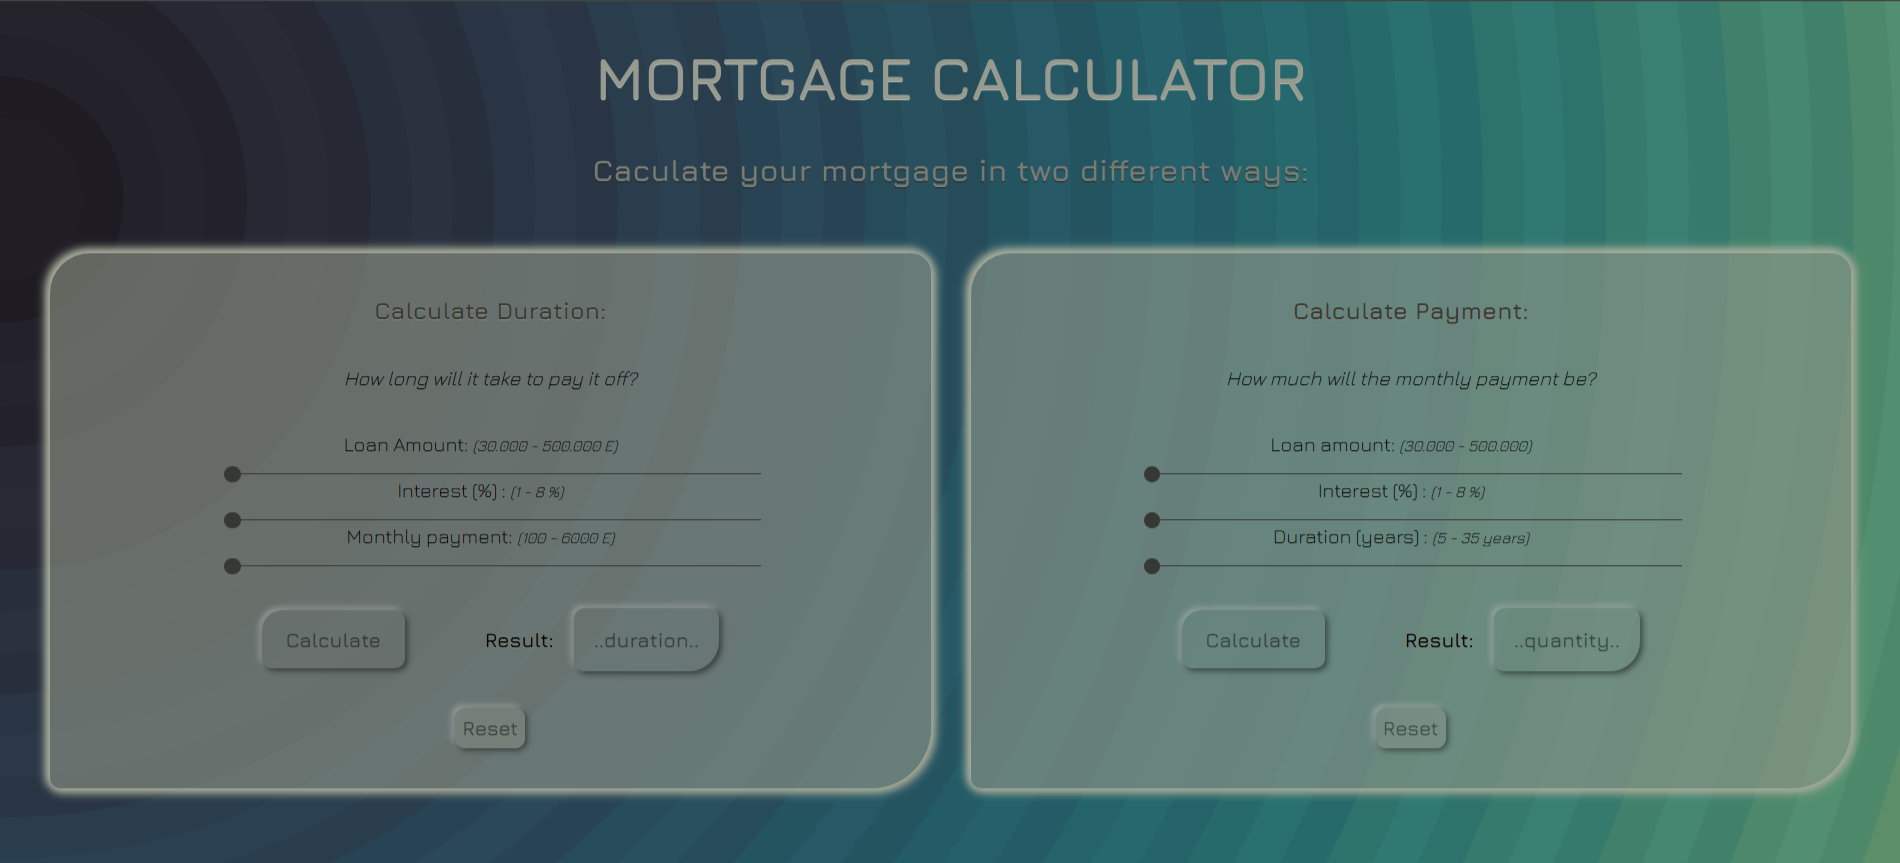 MORTGAGE CALCULATOR
Caculate your mortgage in two different ways:
Calculate Duration:
How long will it take to pay it off?
Loan Amount: (30.000 - 500.000 E)
Interest (%) : (1 - 8 %)
Monthly payment: (100 - 6000 E)
Calculate
Result:
..duration..
Reset
Calculate Payment:
How much will the monthly payment be?
Loan amount: (30.000 - 500.000)
Interest (%) : (1 - 8 %)
Duration (years) : (5 - 35 years)
Calculate
Result:
..quantity..
Reset